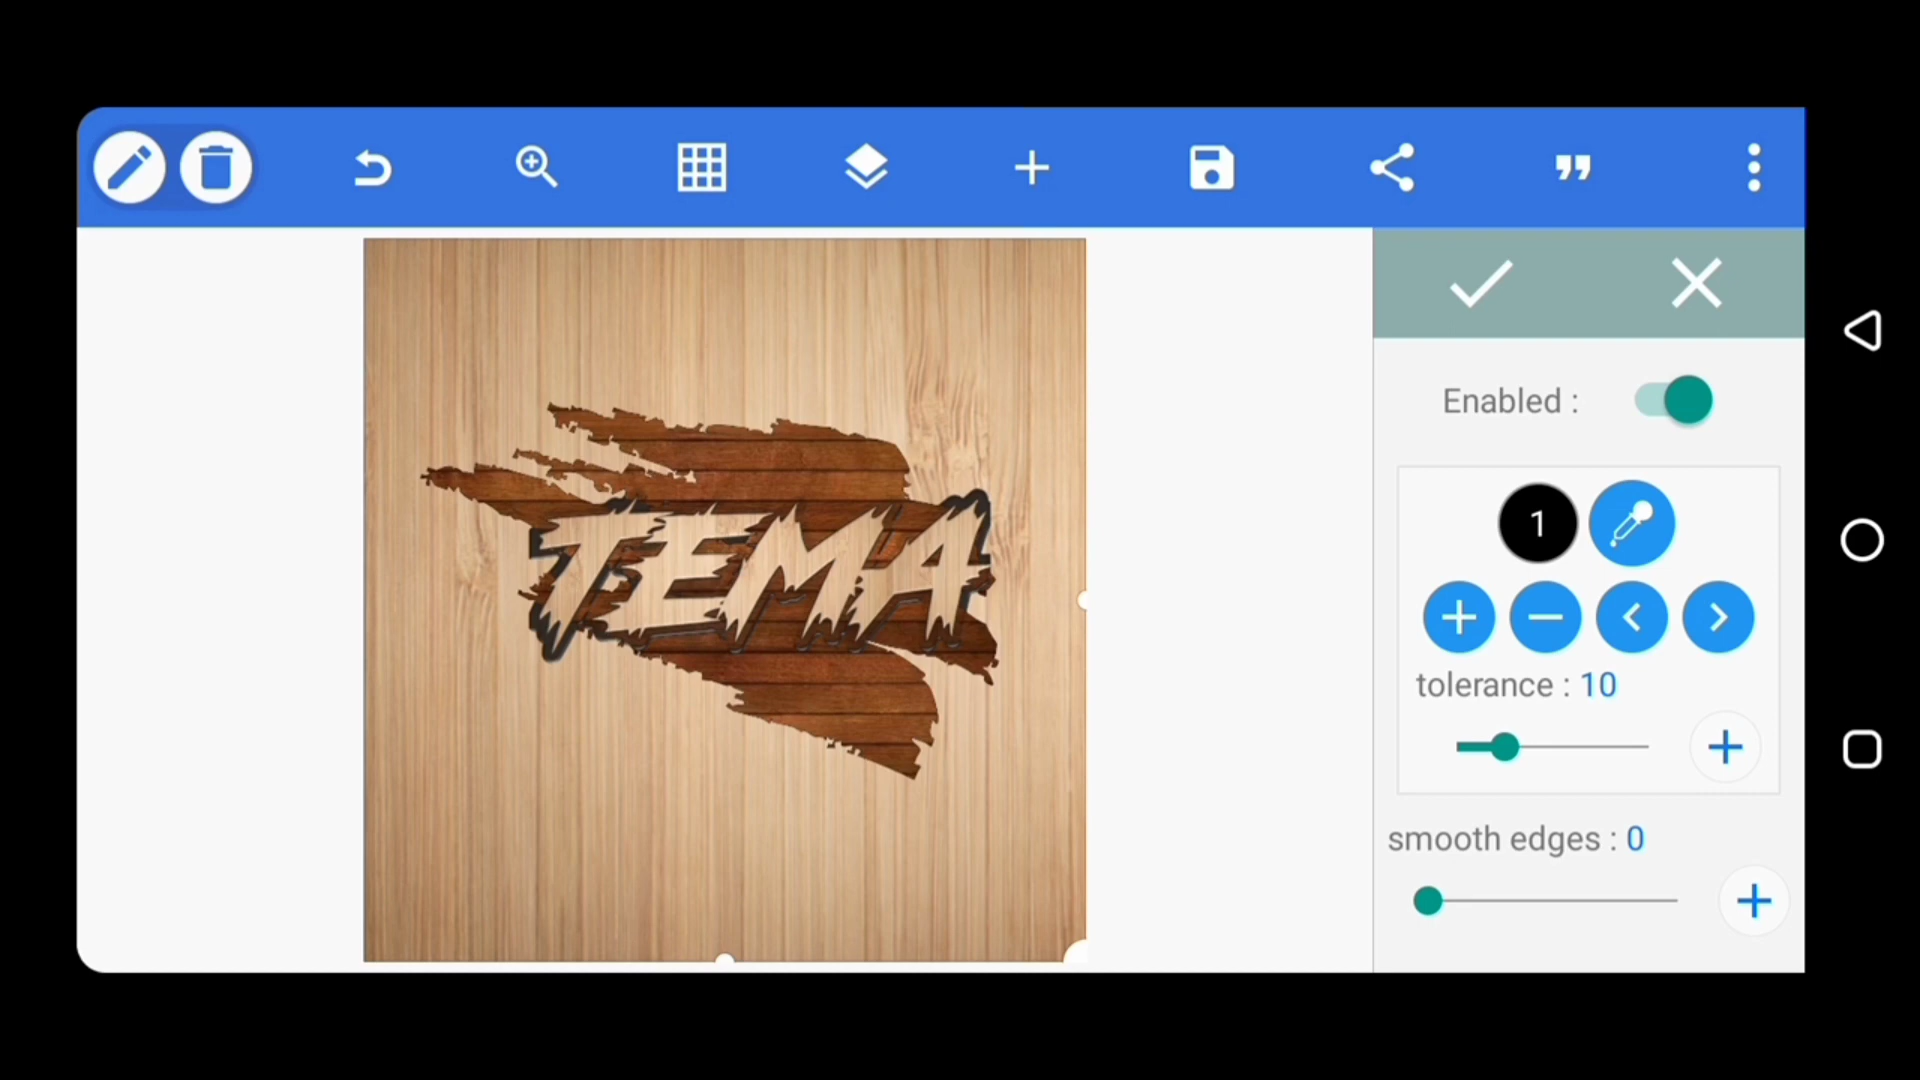 TEMA
Enabled :
1
tolerance : 10
smooth edges : 0